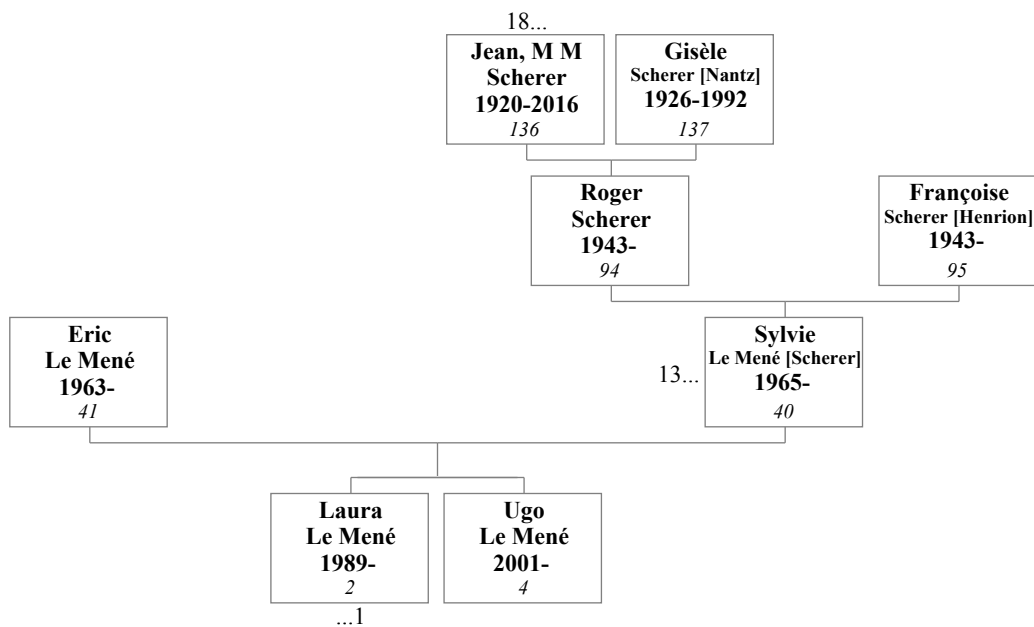 18...
Jean, M M
Scherer
1920-2016
136
Gisèle
Scherer [Nantz]
1926-1992
137
Roger
Scherer
1943-
94
Françoise
Scherer [Henrion]
1943-
95
Eric
Le Mené
1963-
41
13...
Sylvie
Le Mené [Scherer]
1965-
40
Laura
Le Mené
1989-
2
Ugo
Le Mené
2001-
4
...1